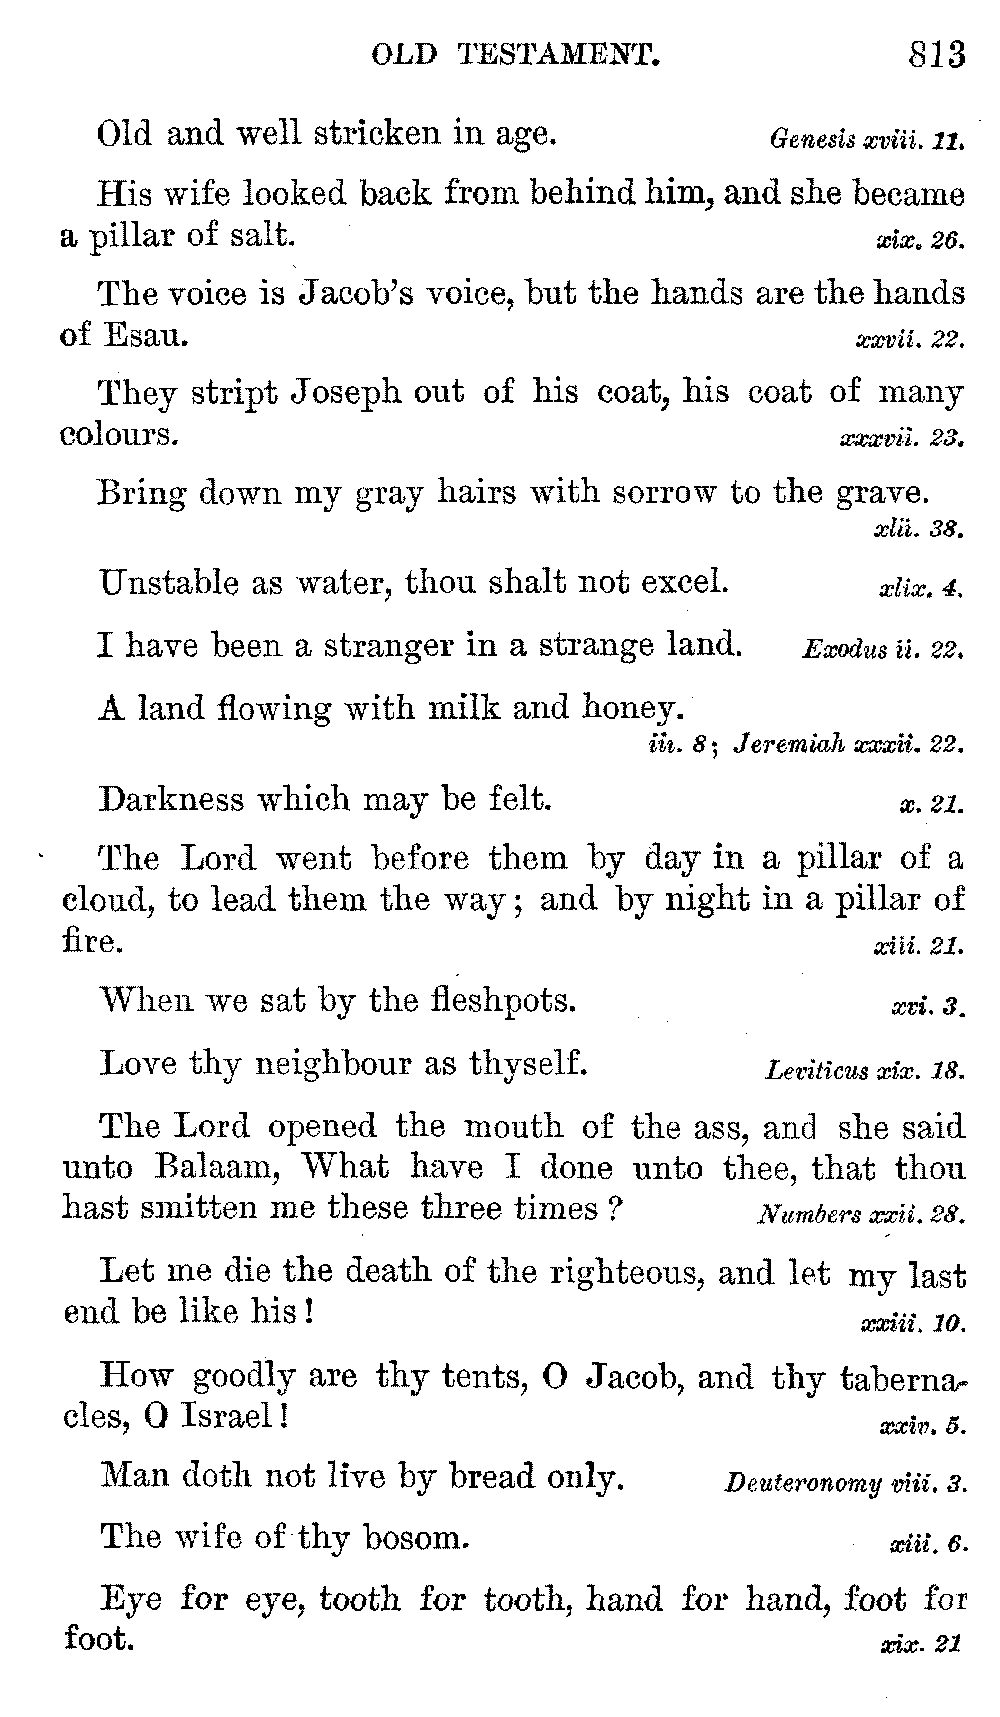 OLD TESTAMENT. 813
Old and well stricken in age. Genesis xviii. 11.
His wife looked back from behind him, and she became
a pillar of salt. xix. 26.
The voice is Jacob's voice, but the hands are the hands
of Esau. xxvii. 22.
They stript Joseph out of his coat, his coat of many
colours. xxxvii. 23.
Bring down my gray hairs with sorrow to the grave.
xlii. 38.
Unstable as water, thou shalt not excel. xlix. 4.
I have been a stranger in a strange land. Exodus ii. 22.
A land flowing with milk and honey.
iii. 8; Jeremiah xxxii. 22.
Darkness which may be felt. x. 21.
The Lord went before them by day in a pillar of a
cloud, to lead them the way; and by night in a pillar of
fire. xiii. 21.
When we sat by the fleshpots. xvi. 3.
Love thy neighbour as thyself. Leviticus xix. 18.
The Lord opened the mouth of the ass, and she said
unto Balaam, What have I done unto thee, that thou
hast smitten me these three times? Numbers xxii. 28.
Let me die the death of the righteous, and let my last
end be like his! xxiii. 10.
How goodly are thy tents, O Jacob, and thy taberna-
cles, O Israel! xxiv. 5.
Man doth not live by bread only. Deuteronomy viii. 3.
The wife of thy bosom. xiii. 6.
Eye for eye, tooth for tooth, hand for hand, foot for
foot. xix. 21